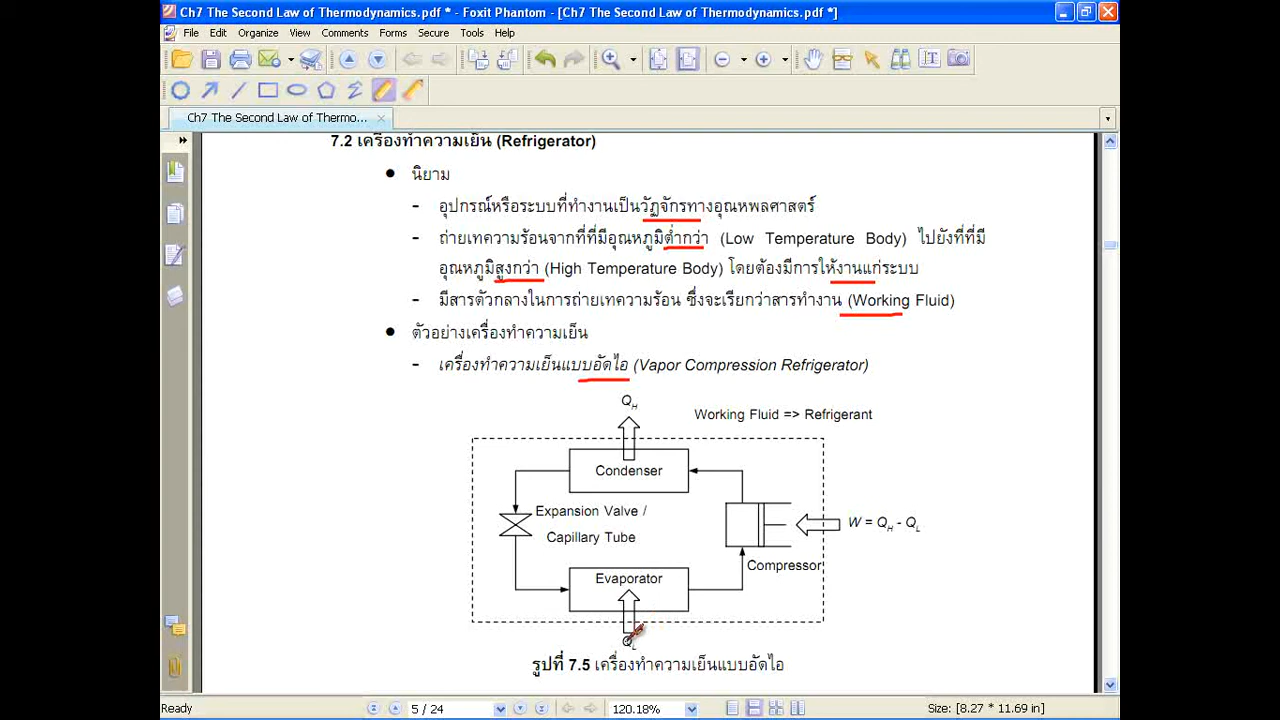 Ch7 The Second Law of Thermodynamics.pdf * - Foxit Phantom - [Ch7 The Second Law of Thermodynamics.pdf *]
File Edit Organize View Comments Forms Secure Tools Help
Ch7 The Second Law of Thermo...
7.2 เครื่องทำความเย็น (Refrigerator)
● นิยาม
- อุปกรณ์หรือระบบที่ทำงานเป็นวัฏจักรทางอุณหพลศาสตร์
- ถ่ายเทความร้อนจากที่ที่มีอุณหภูมิต่ำกว่า (Low Temperature Body) ไปยังที่ที่มี
อุณหภูมิสูงกว่า (High Temperature Body) โดยต้องมีการให้งานแก่ระบบ
- มีสารตัวกลางในการถ่ายเทความร้อน ซึ่งจะเรียกว่าสารทำงาน (Working Fluid)
● ตัวอย่างเครื่องทำความเย็น
- เครื่องทำความเย็นแบบอัดไอ (Vapor Compression Refrigerator)
QH
Working Fluid => Refrigerant
Condenser
Expansion Valve /
Capillary Tube
W = QH - QL
Compressor
Evaporator
QL
รูปที่ 7.5 เครื่องทำความเย็นแบบอัดไอ
Ready 5 / 24 120.18% Size: [8.27 * 11.69 in]